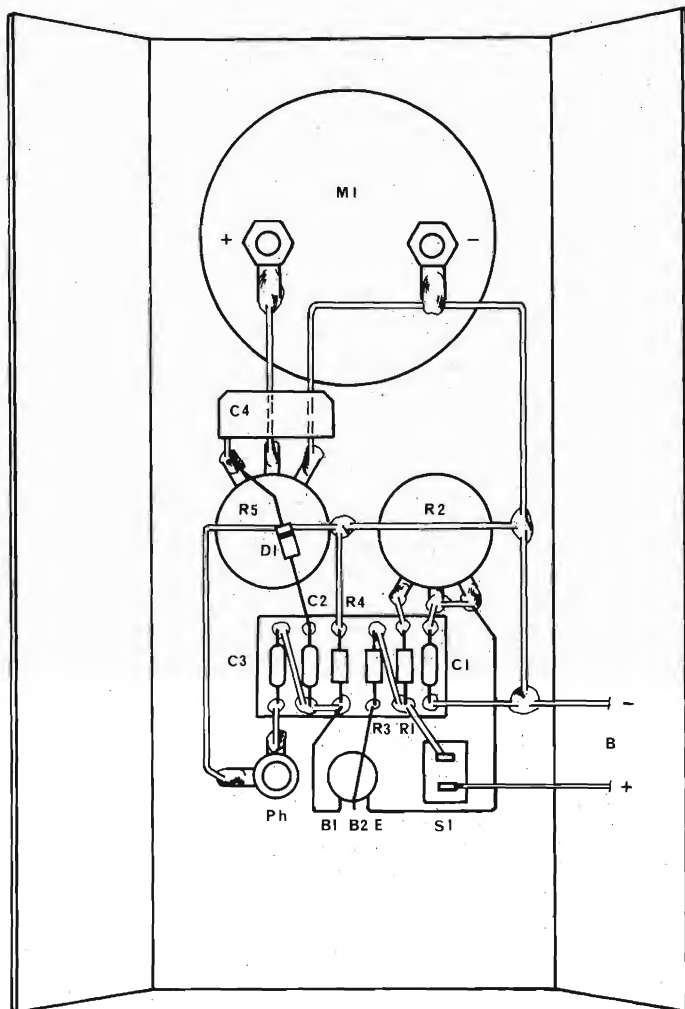 M1
+ -
C4
R5 R2
D1
C2 R4
C3 C1
R3 R1
-
B
+
Ph B1 B2 E S1